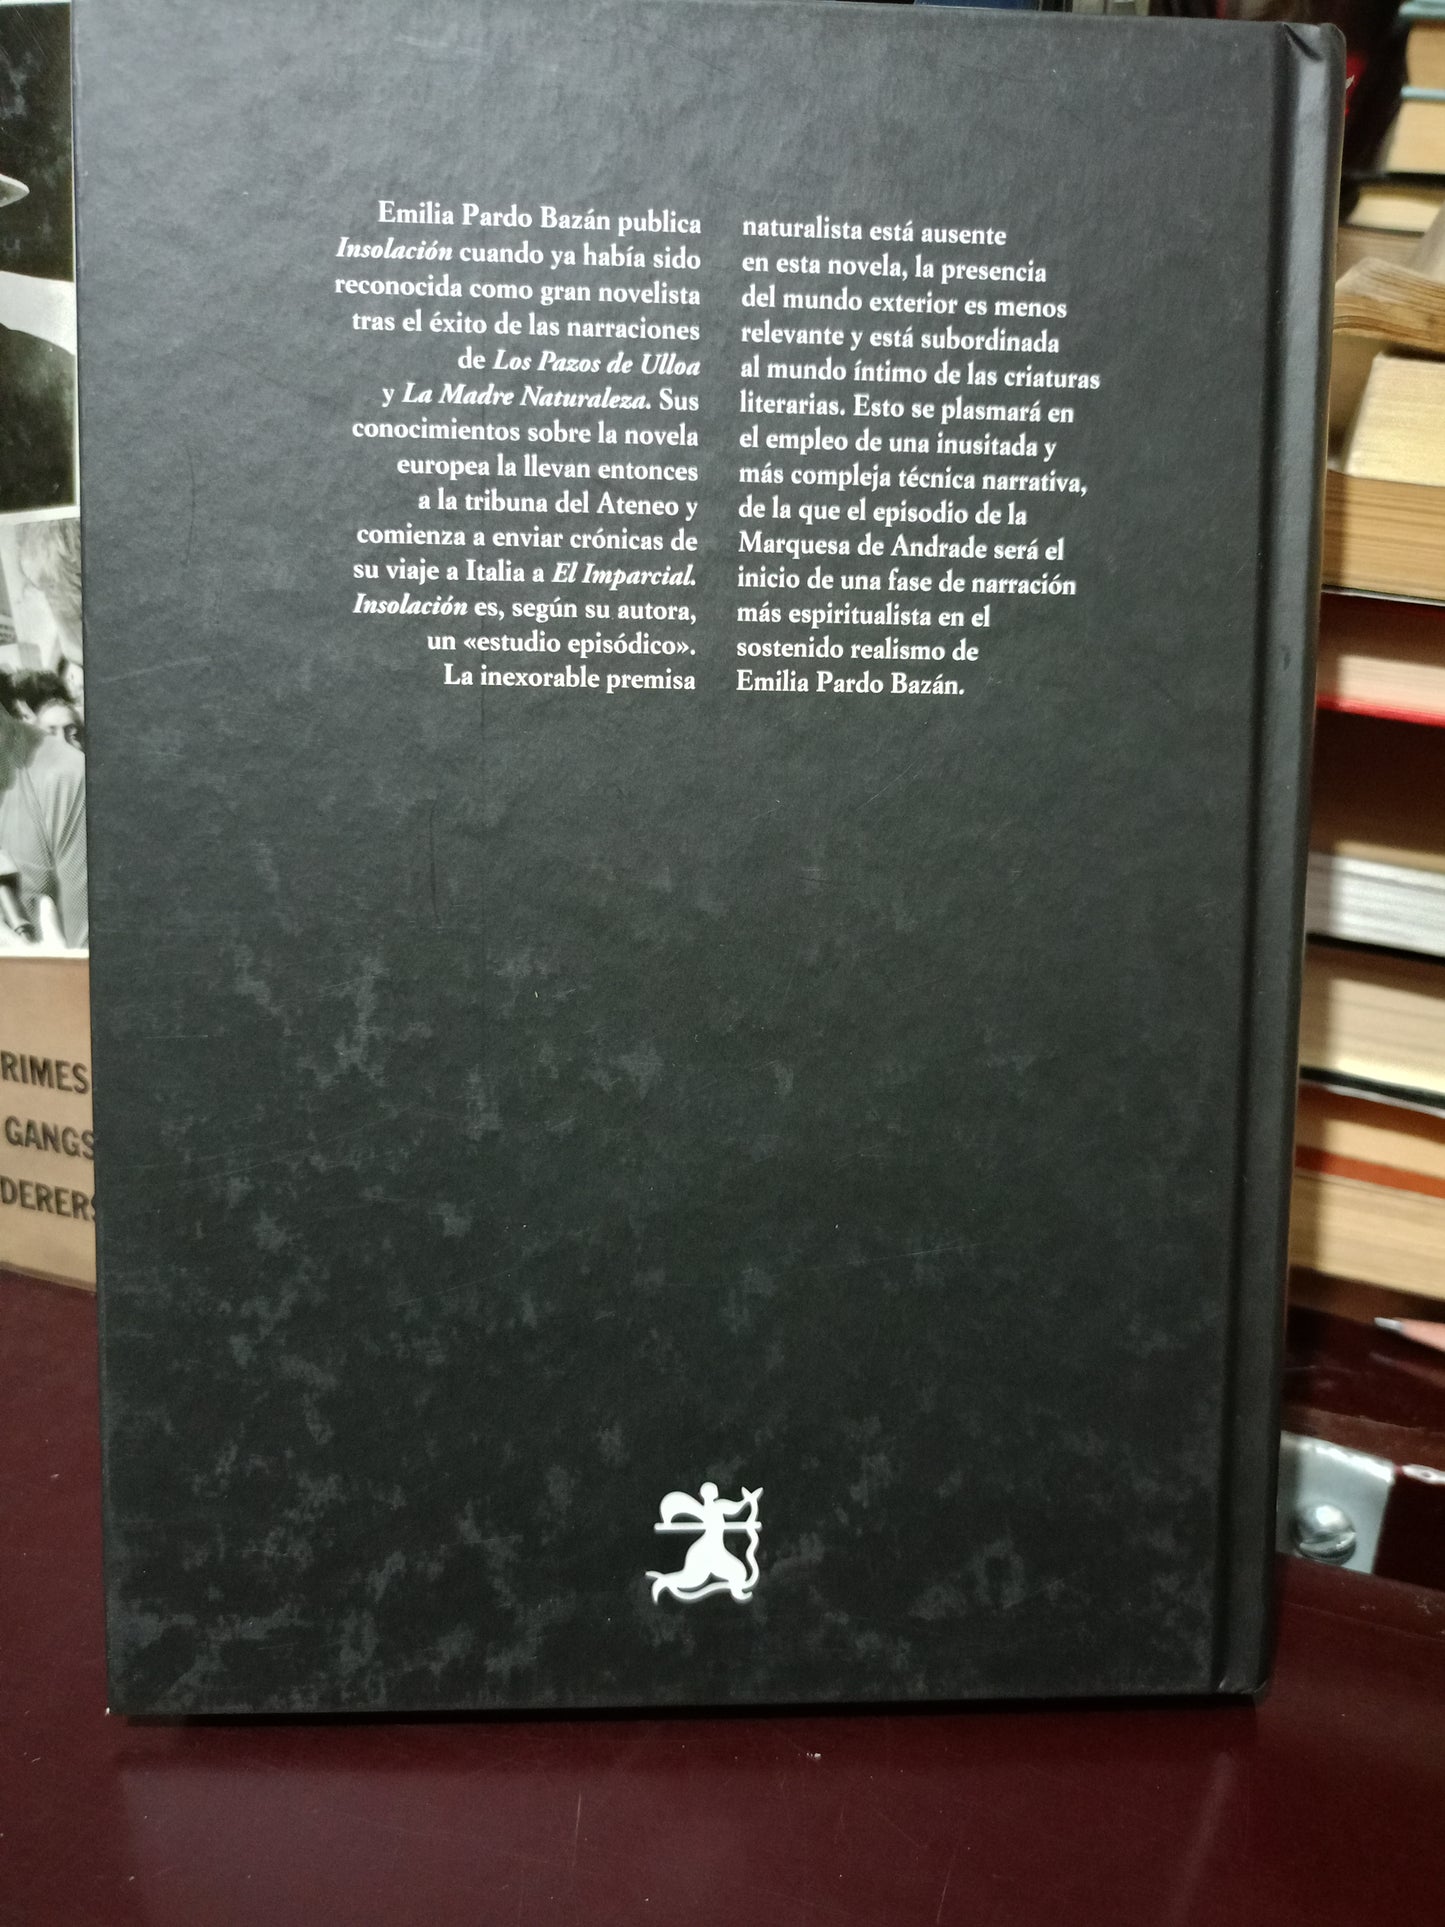 Emilia Pardo Bazán publica
Insolación cuando ya había sido
reconocida como gran novelista
tras el éxito de las narraciones
de Los Pazos de Ulloa
y La Madre Naturaleza. Sus
conocimientos sobre la novela
europea la llevan entonces
a la tribuna del Ateneo y
comienza a enviar crónicas de
su viaje a Italia a El Imparcial.
Insolación es, según su autora,
un «estudio episódico».
La inexorable premisa
naturalista está ausente
en esta novela, la presencia
del mundo exterior es menos
relevante y está subordinada
al mundo íntimo de las criaturas
literarias. Esto se plasmará en
el empleo de una inusitada y
más compleja técnica narrativa,
de la que el episodio de la
Marquesa de Andrade será el
inicio de una fase de narración
más espiritualista en el
sostenido realismo de
Emilia Pardo Bazán.
RIMES
GANGS
DERERS